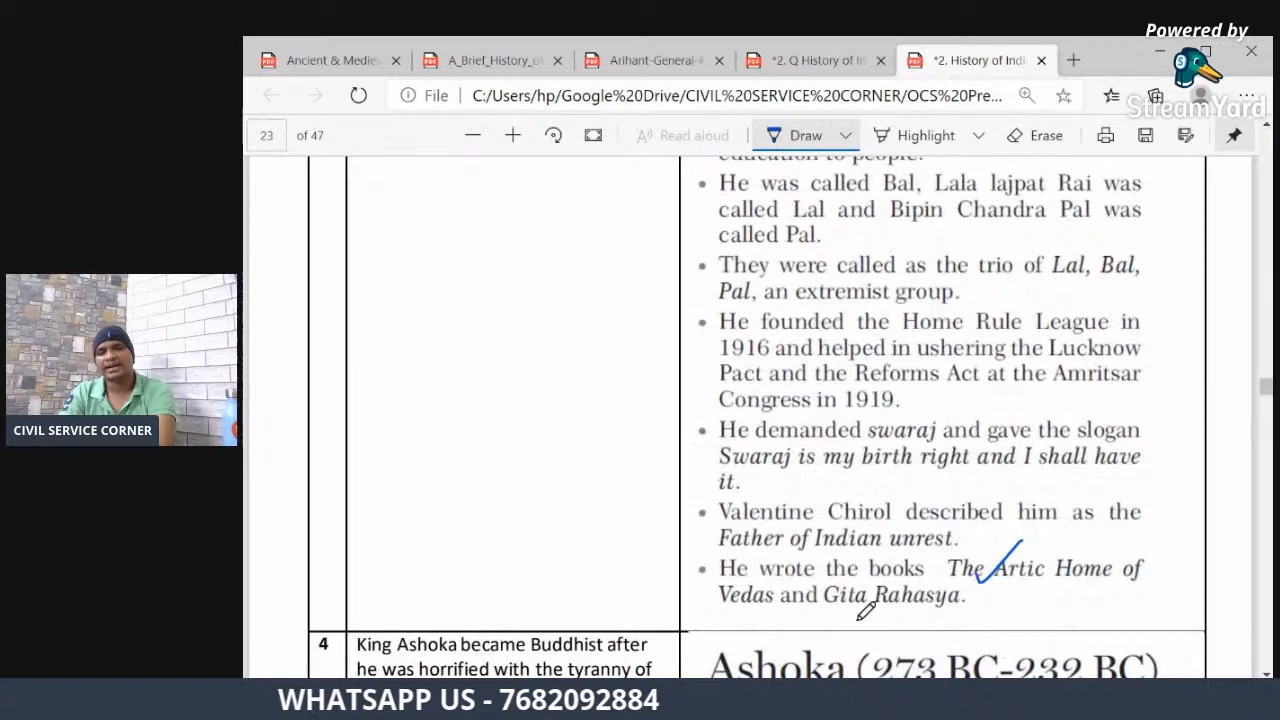 Powered by
StreamYard
Ancient & Mediev
A_Brief_History_of
Arihant-General-K
*2. Q History of In
*2. History of Indi
File
C:/Users/hp/Google%20Drive/CIVIL%20SERVICE%20CORNER/OCS%20Pre...
23 of 47
Read aloud
Draw
Highlight
Erase
education to people.
• He was called Bal, Lala lajpat Rai was
called Lal and Bipin Chandra Pal was
called Pal.
• They were called as the trio of Lal, Bal,
Pal, an extremist group.
• He founded the Home Rule League in
1916 and helped in ushering the Lucknow
Pact and the Reforms Act at the Amritsar
Congress in 1919.
• He demanded swaraj and gave the slogan
Swaraj is my birth right and I shall have
it.
• Valentine Chirol described him as the
Father of Indian unrest.
• He wrote the books The Artic Home of
Vedas and Gita Rahasya.
4
King Ashoka became Buddhist after
he was horrified with the tyranny of
Ashoka (273 BC-232 BC)
CIVIL SERVICE CORNER
WHATSAPP US - 7682092884